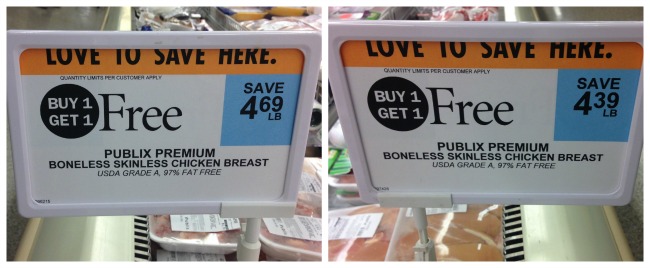 LOVE TO SAVE HERE.
QUANTITY LIMITS PER CUSTOMER APPLY
BUY 1
GET 1
Free
SAVE
4 69
LB
PUBLIX PREMIUM
BONELESS SKINLESS CHICKEN BREAST
USDA GRADE A, 97% FAT FREE
LOVE TO SAVE HERE.
QUANTITY LIMITS PER CUSTOMER APPLY
BUY 1
GET 1
Free
SAVE
4 39
LB
PUBLIX PREMIUM
BONELESS SKINLESS CHICKEN BREAST
USDA GRADE A, 97% FAT FREE